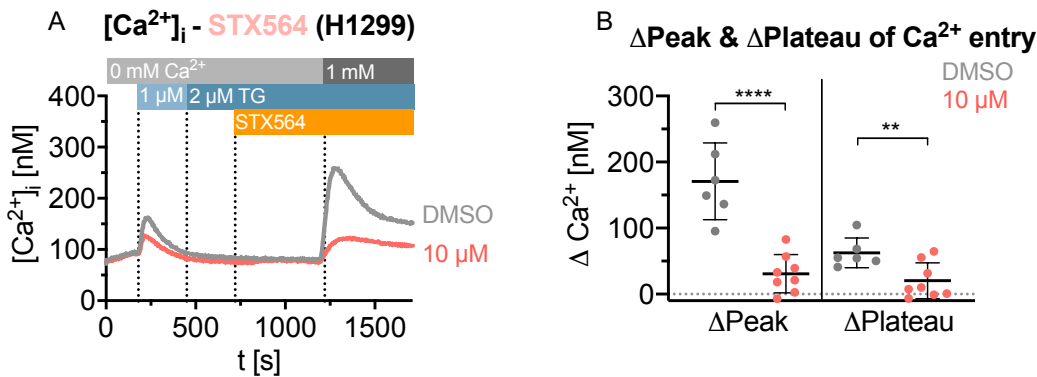 A
[Ca²⁺]ᵢ - STX564 (H1299)
0 mM Ca²⁺
1 mM
1 µM
2 µM TG
STX564
400
300
200
100
0
[Ca²⁺]ᵢ [nM]
DMSO
10 µM
0
500
1000
1500
t [s]
B
ΔPeak & ΔPlateau of Ca²⁺ entry
DMSO
10 µM
****
**
300
200
100
0
Δ Ca²⁺ [nM]
ΔPeak
ΔPlateau